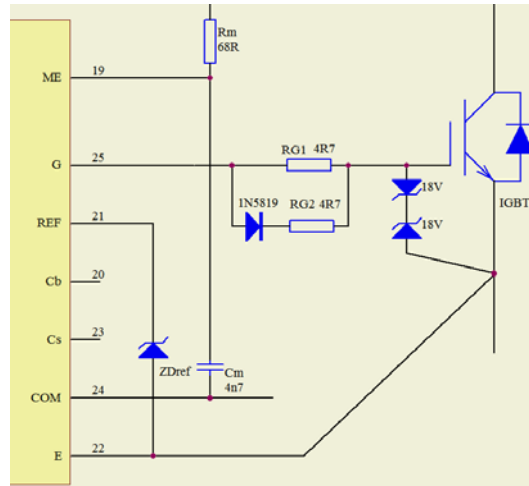 Rm
68R
ME 19
G 25
RG1 4R7
1N5819
RG2 4R7
18V
18V
IGBT
REF 21
Cb 20
Cs 23
ZDref
Cm
4n7
COM 24
E 22